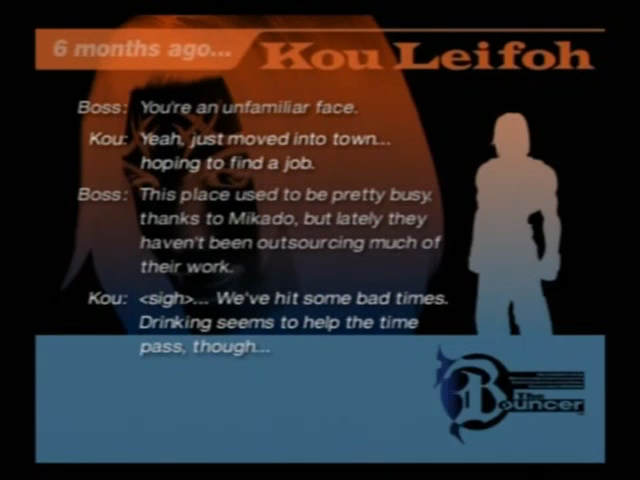 6 months ago...
Kou Leifoh
Boss: You're an unfamiliar face.
Kou: Yeah, just moved into town...
hoping to find a job.
Boss: This place used to be pretty busy,
thanks to Mikado, but lately they
haven't been outsourcing much of
their work.
Kou: <sigh>... We've hit some bad times.
Drinking seems to help the time
pass, though...
The
Bouncer